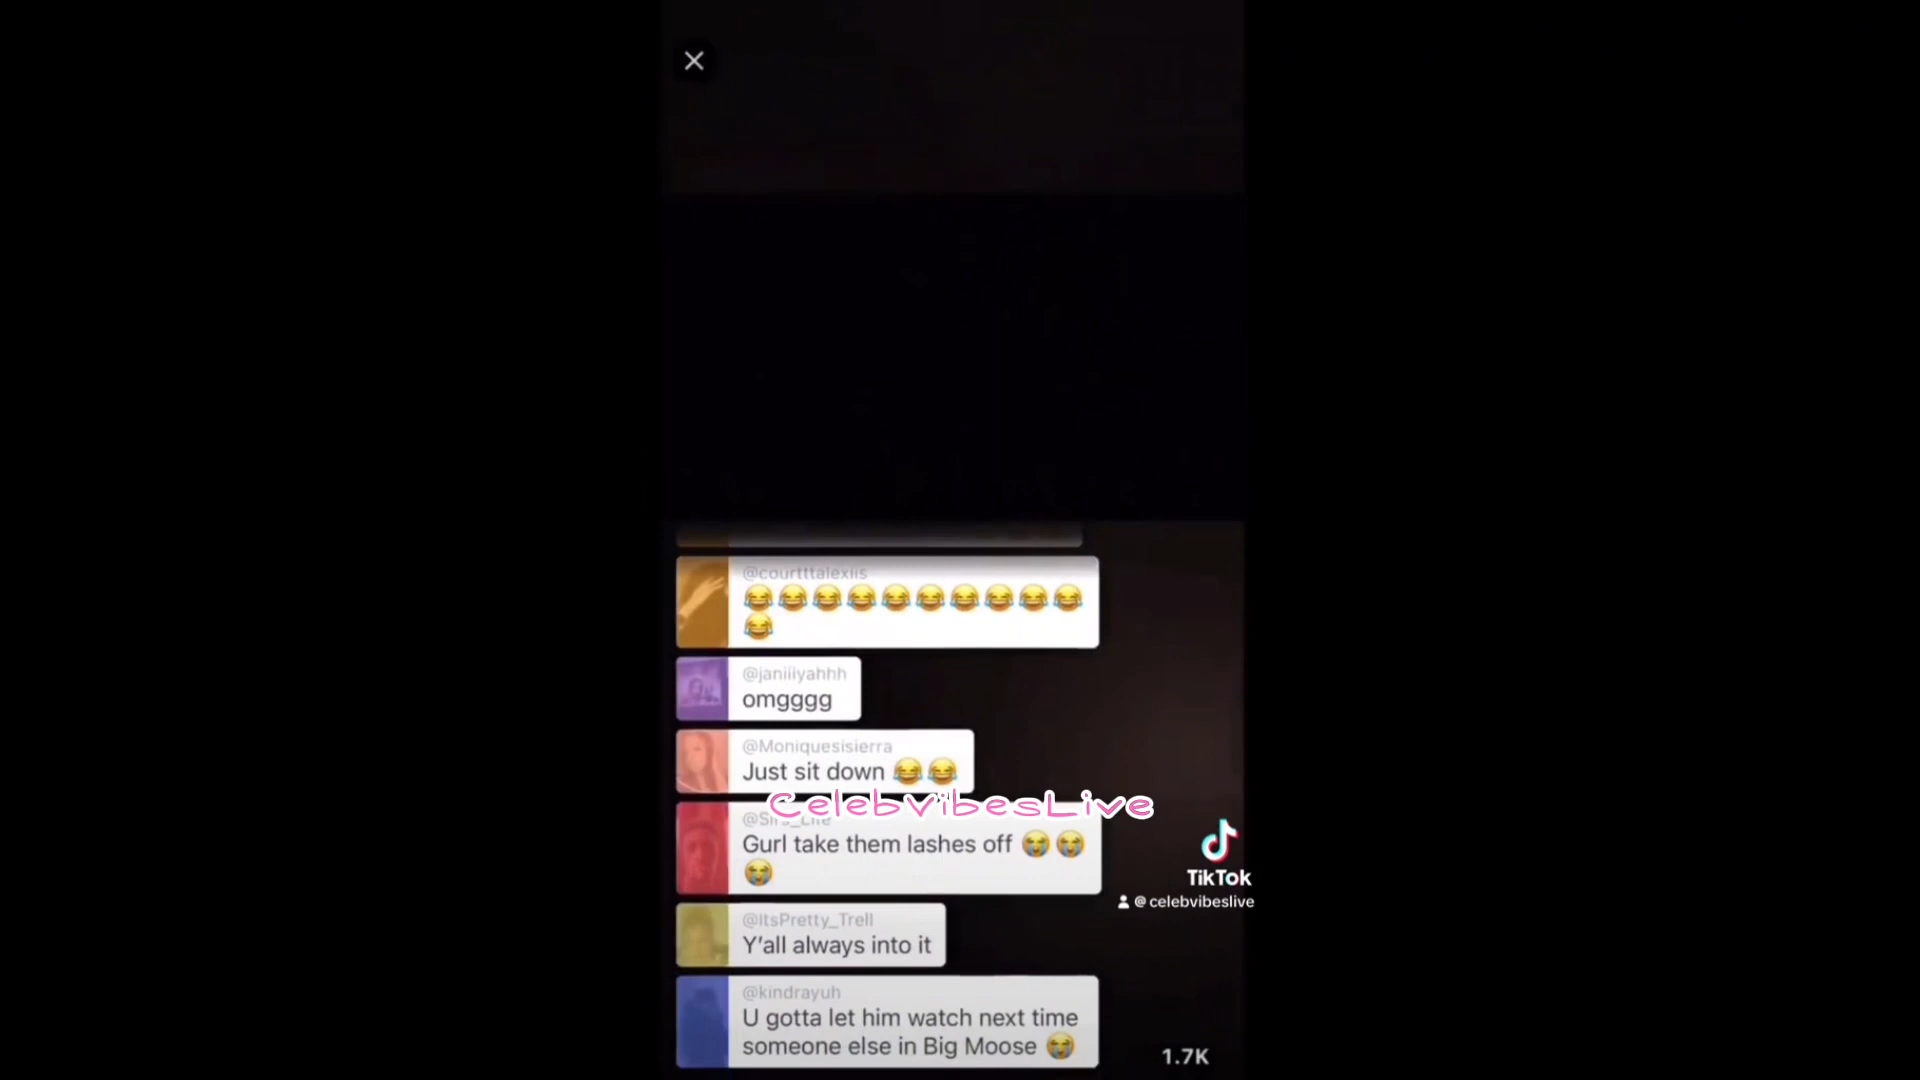 @courtttalexiis
😂😂😂😂😂😂😂😂😂😂
😂
@janiiiyahhh
omgggg
@Moniquesisierra
Just sit down 😂😂
CelebVibesLive
Gurl take them lashes off 😭😭
😭
TikTok
@celebvibeslive
@ItsPretty_Trell
Y'all always into it
@kindrayuh
U gotta let him watch next time
someone else in Big Moose 😭
1.7K